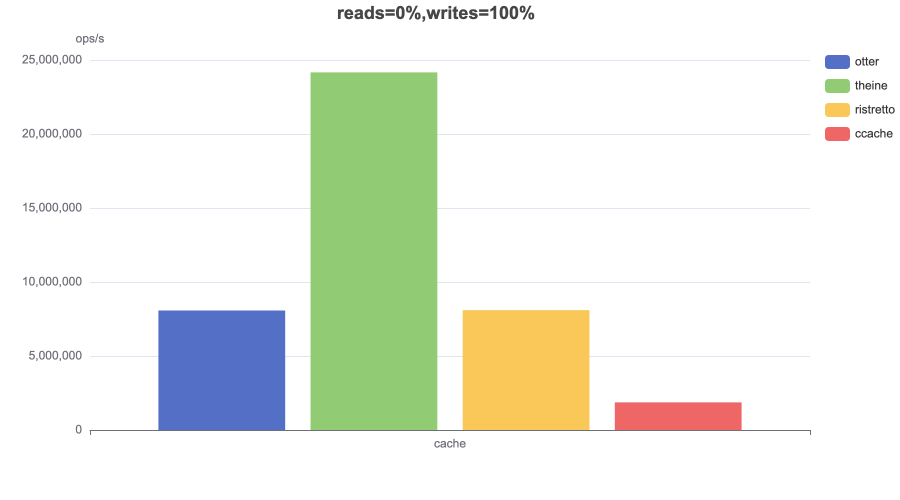 reads=0%,writes=100%
ops/s
25,000,000
20,000,000
15,000,000
10,000,000
5,000,000
0
cache
otter
theine
ristretto
ccache